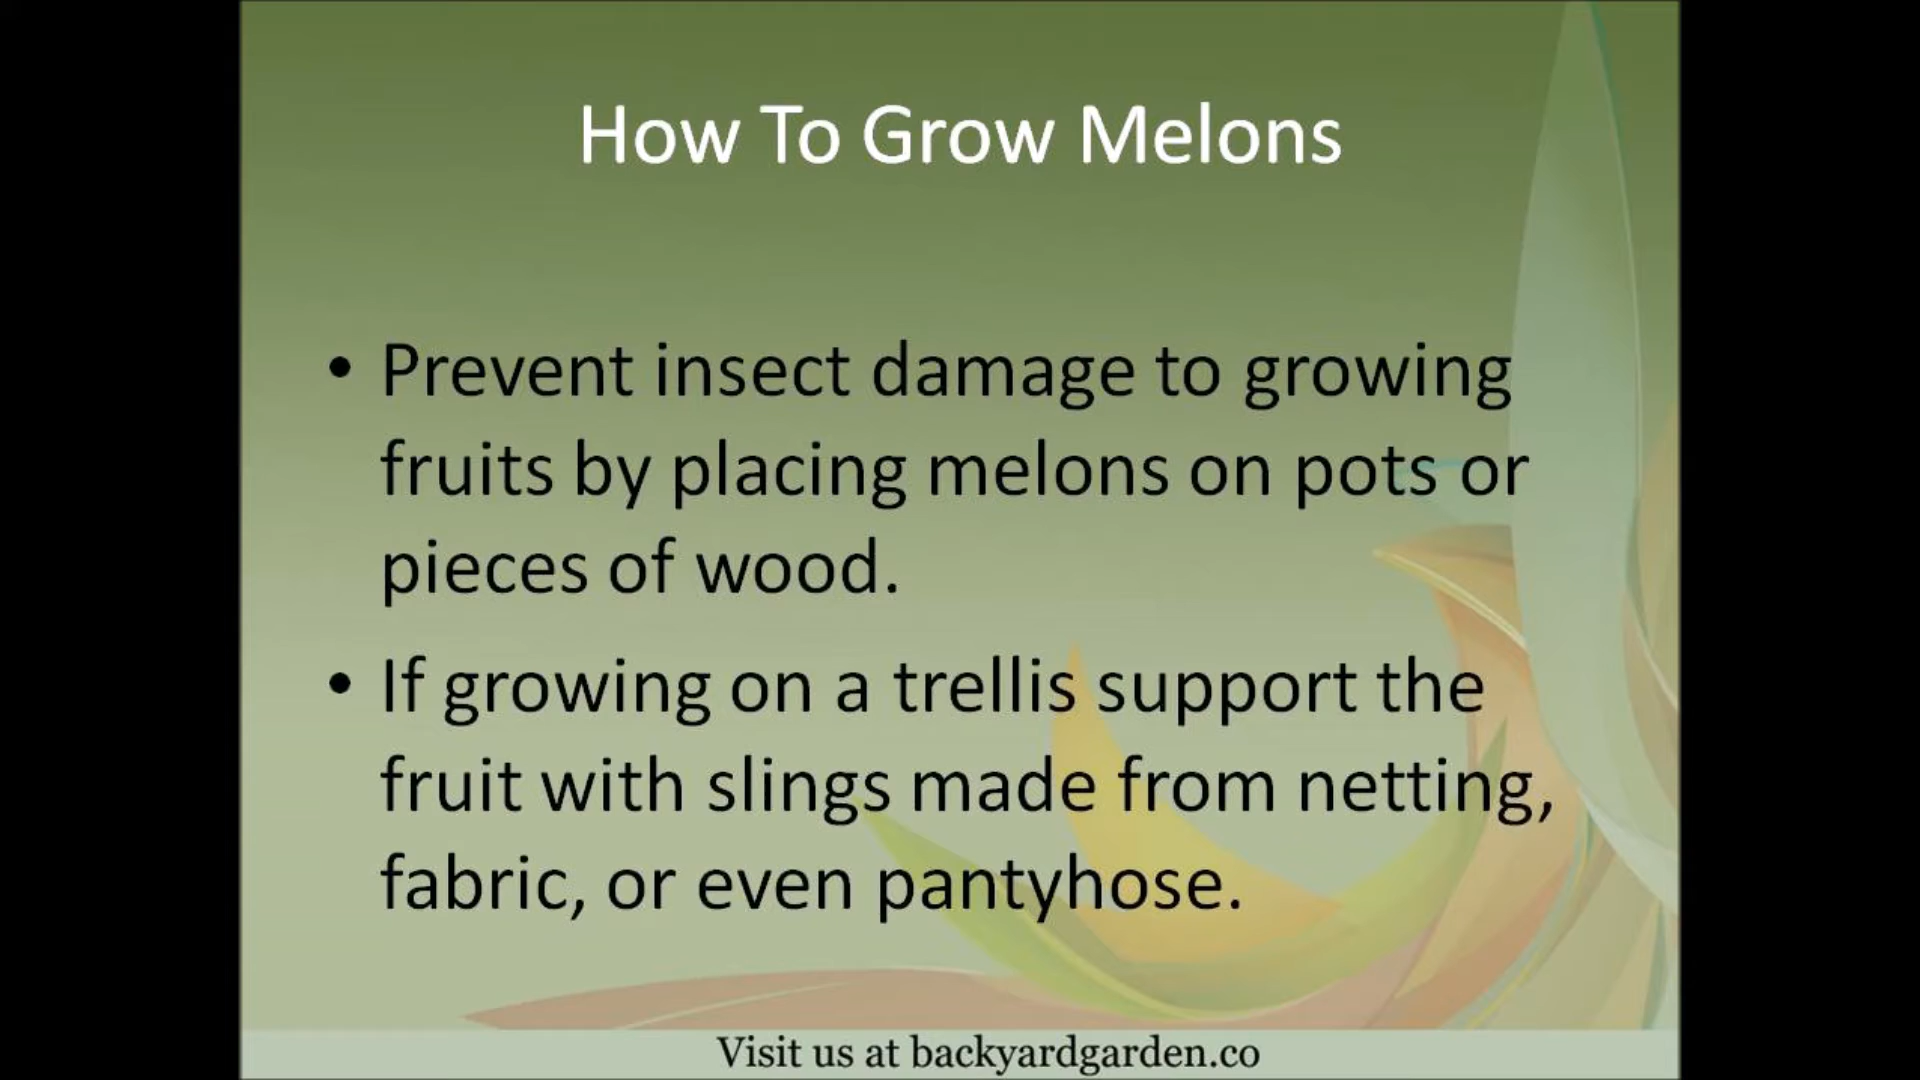 How To Grow Melons
• Prevent insect damage to growing
fruits by placing melons on pots or
pieces of wood.
• If growing on a trellis support the
fruit with slings made from netting,
fabric, or even pantyhose.
Visit us at backyardgarden.co